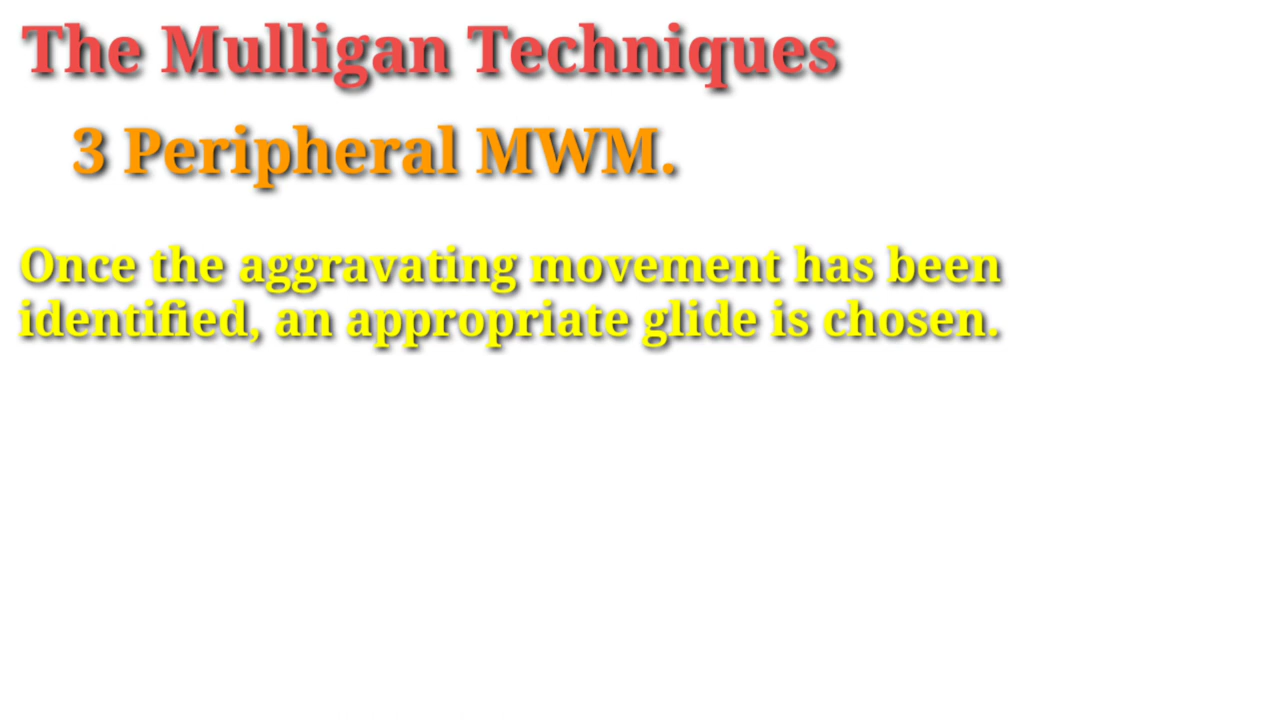 The Mulligan Techniques
3 Peripheral MWM.
Once the aggravating movement has been
identified, an appropriate glide is chosen.